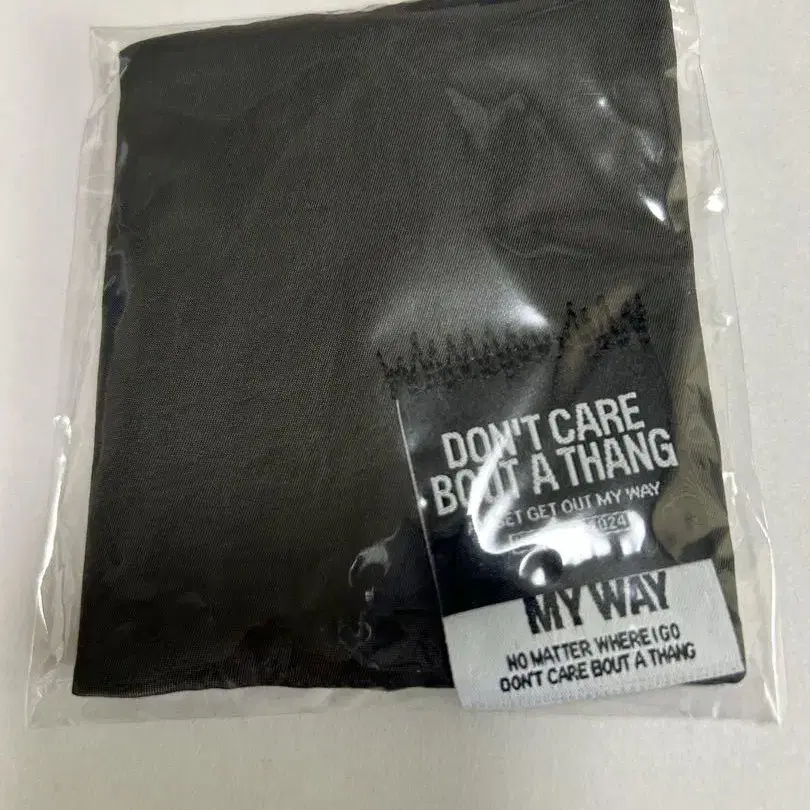 DON'T CARE
BOUT A THANG
GET OUT MY WAY
MY WAY
NO MATTER WHERE I GO
DON'T CARE BOUT A THANG